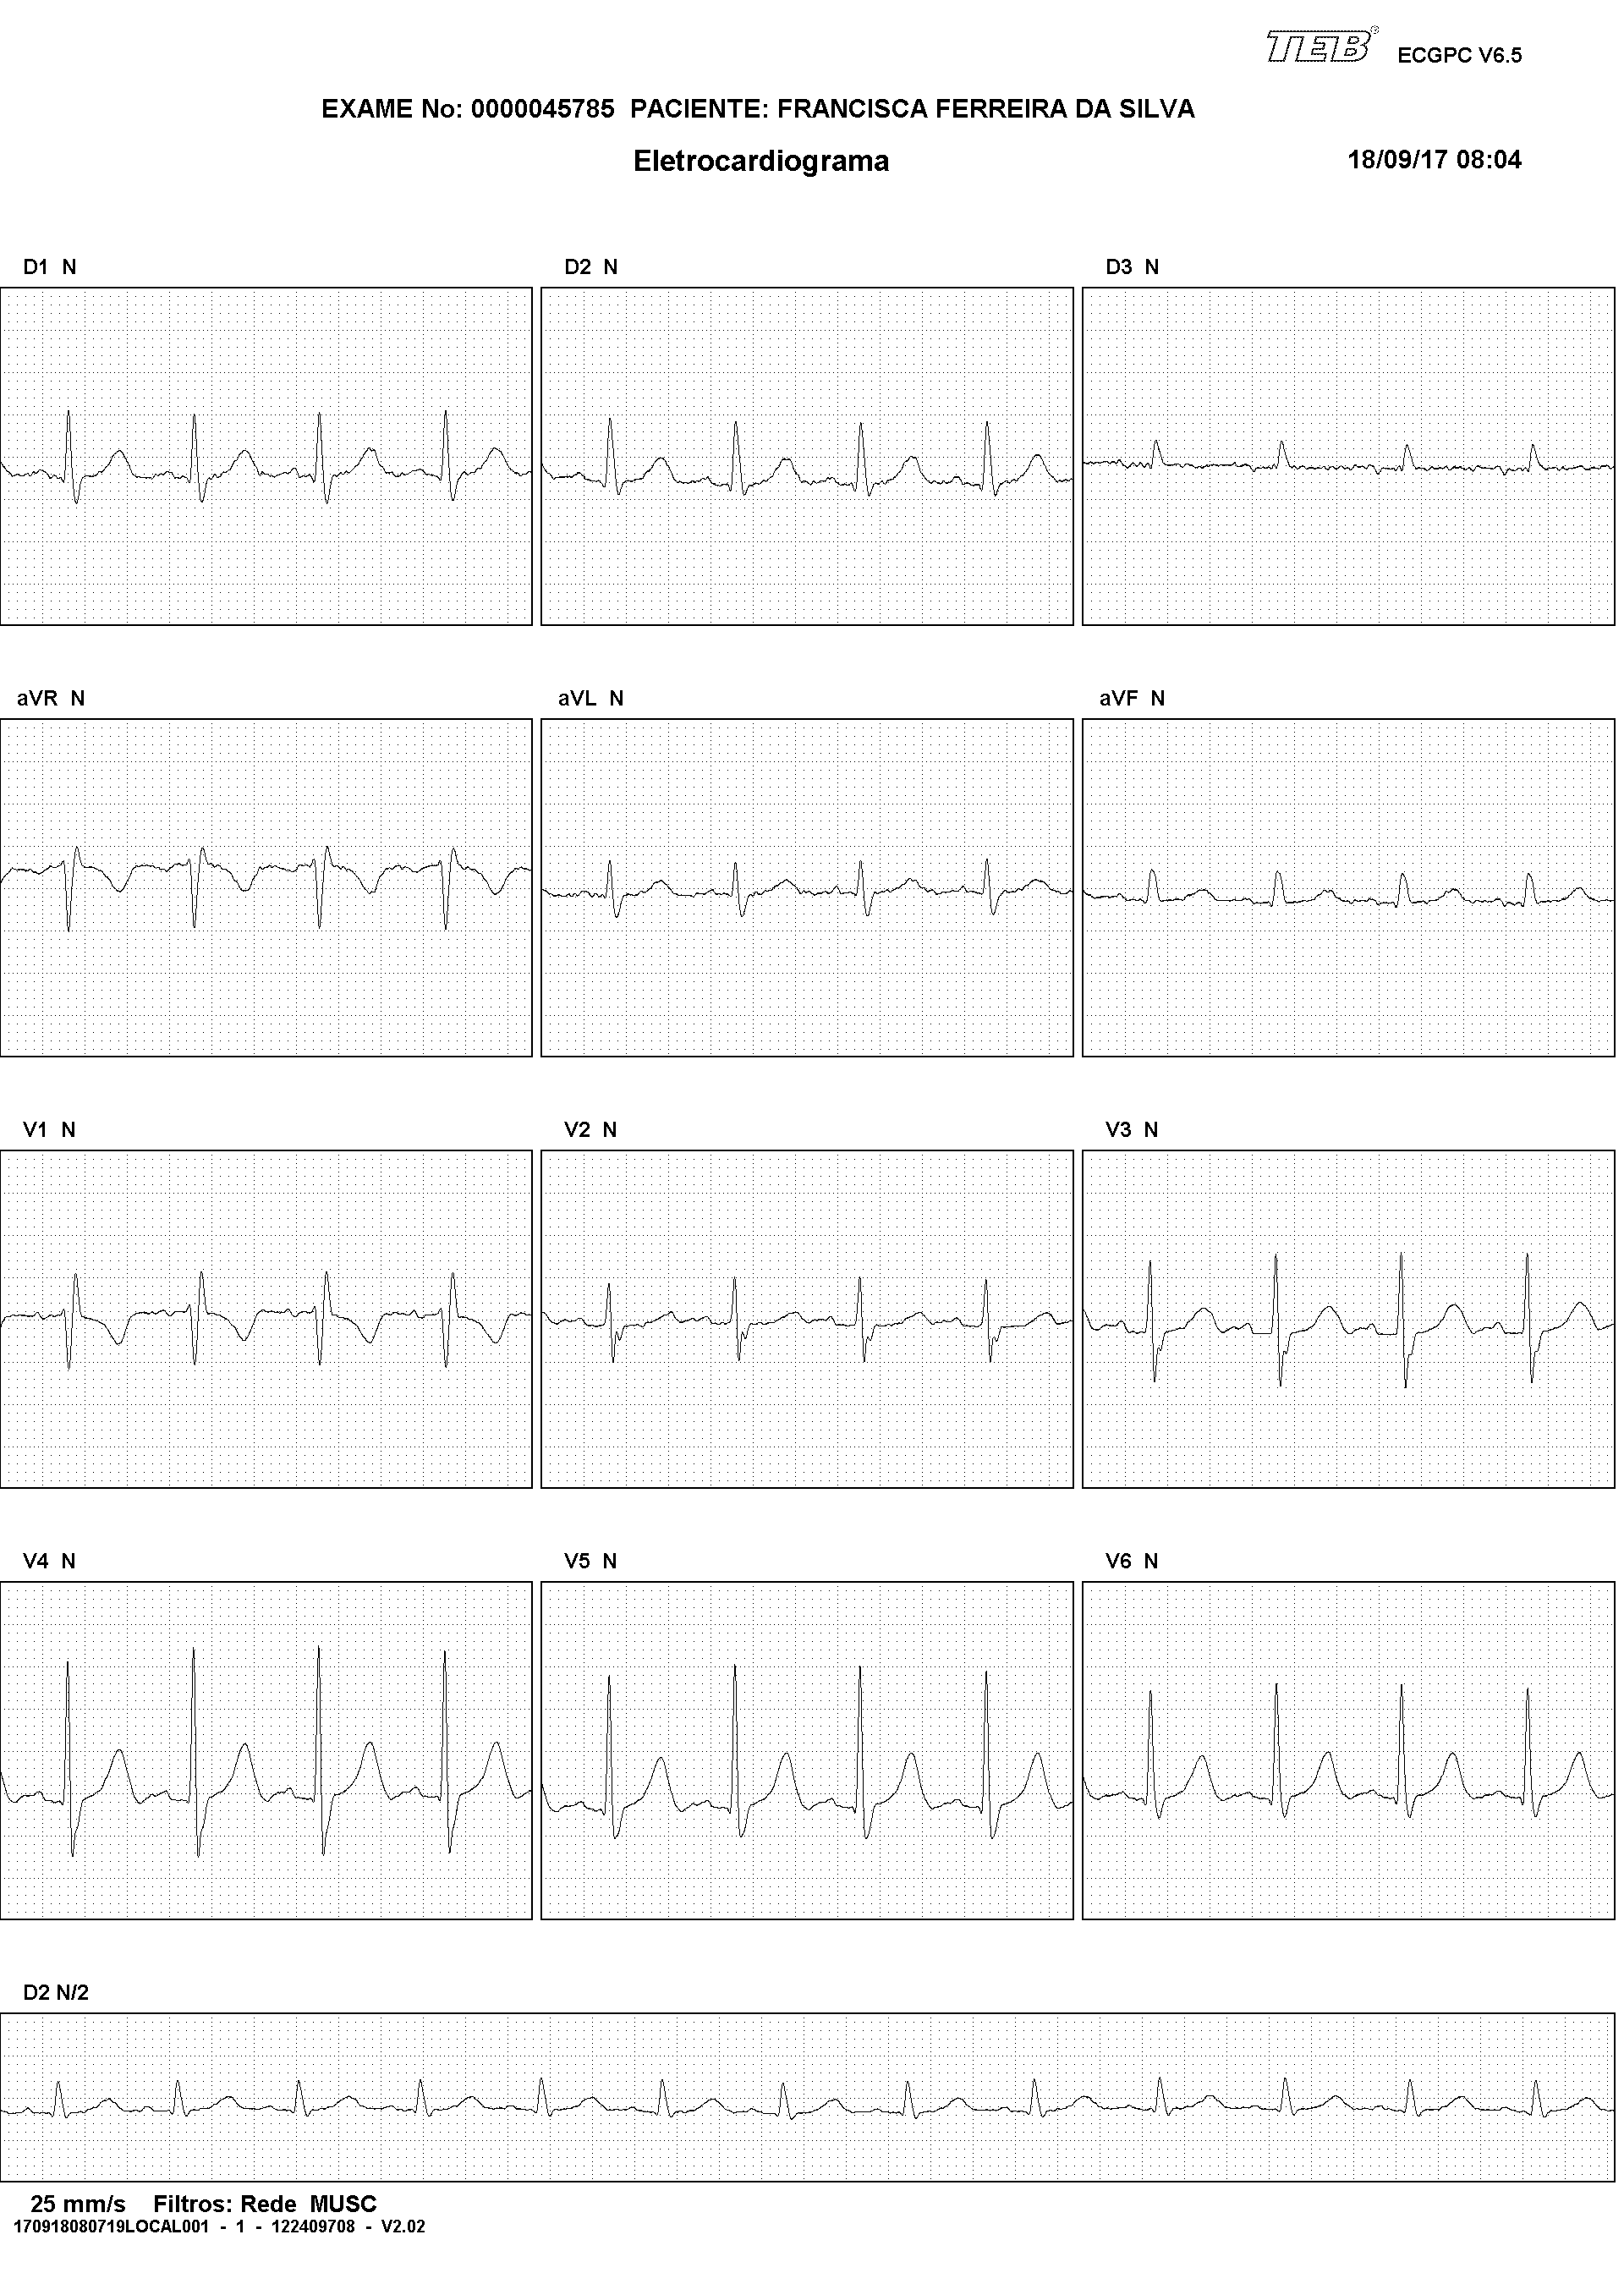 TEB® ECGPC V6.5
EXAME No: 0000045785 PACIENTE: FRANCISCA FERREIRA DA SILVA
Eletrocardiograma 18/09/17 08:04
D1 N D2 N D3 N
aVR N aVL N aVF N
V1 N V2 N V3 N
V4 N V5 N V6 N
D2 N/2
25 mm/s Filtros: Rede MUSC
170918080719LOCAL001 - 1 - 122409708 - V2.02